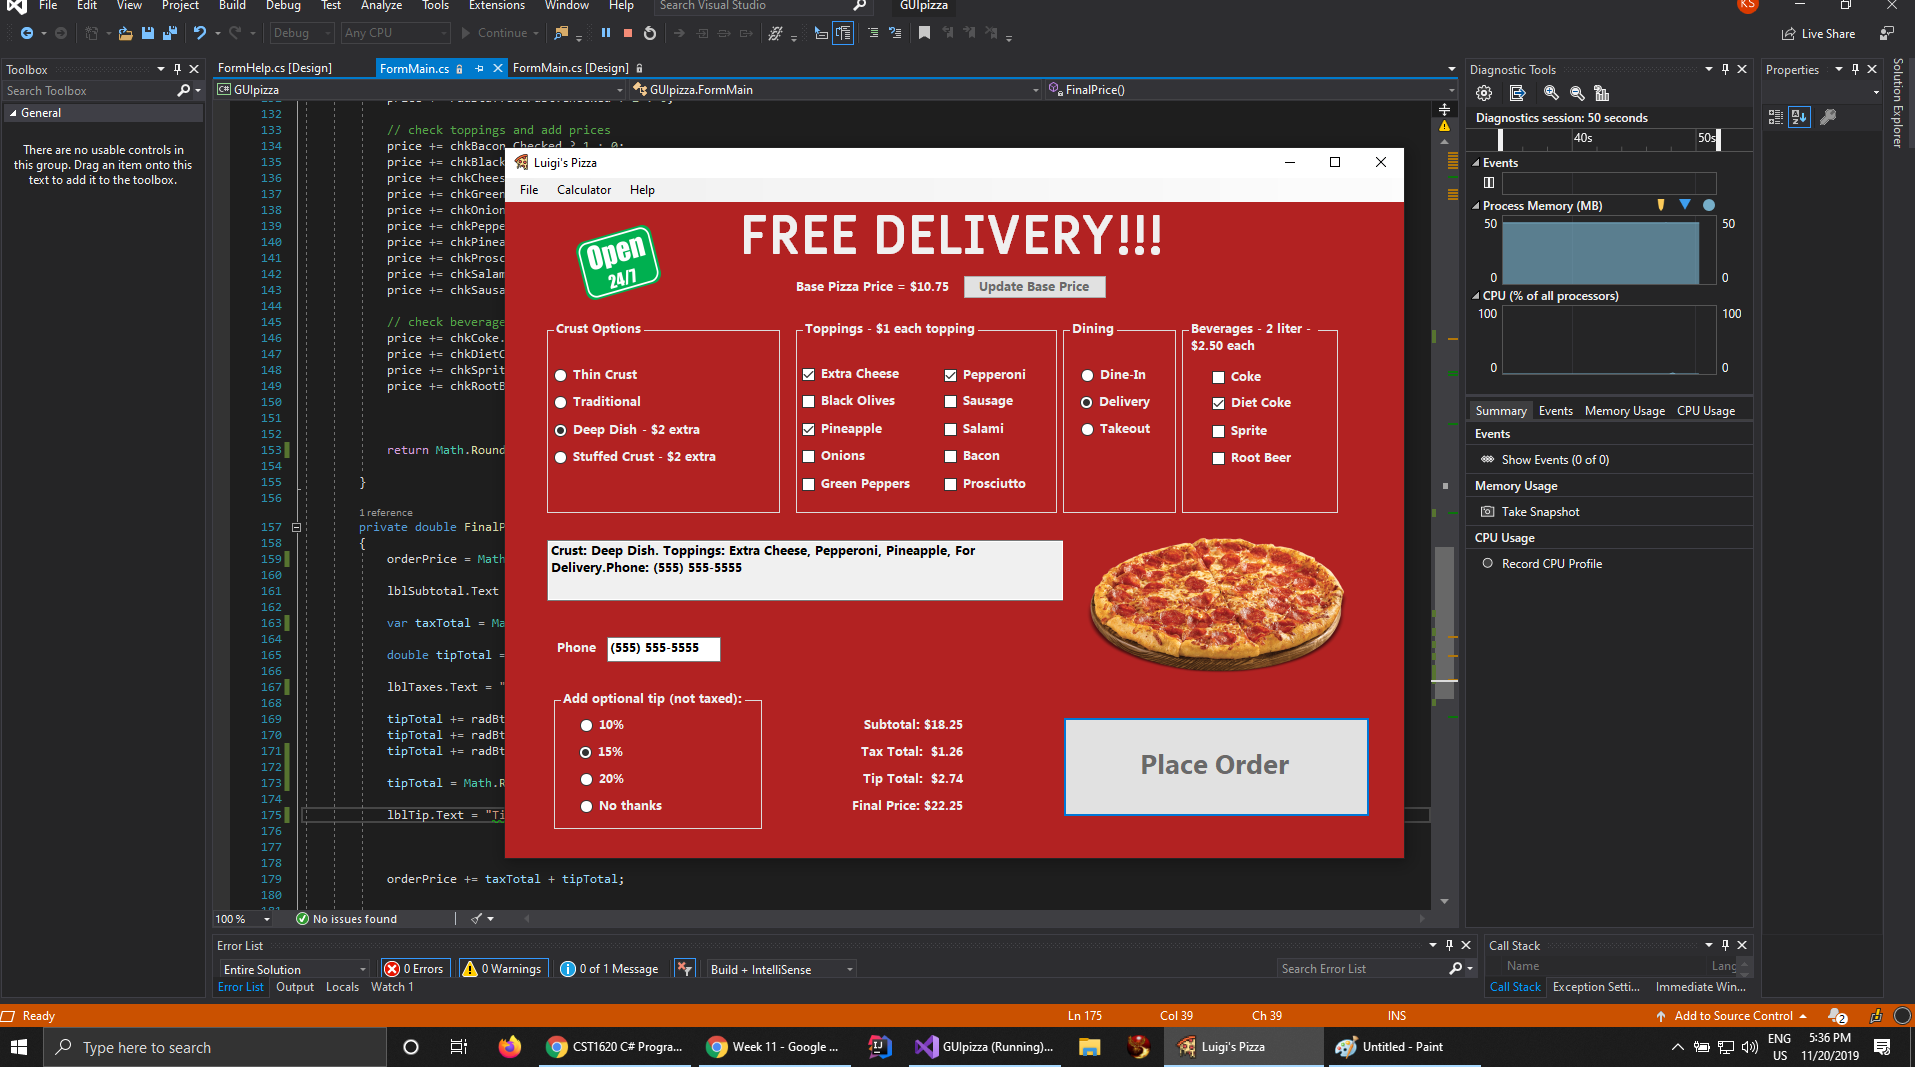 File Edit View Project Build Debug Test Analyze Tools Extensions Window Help Search Visual Studio GUIpizza KS
Debug Any CPU Continue Live Share
Toolbox
Search Toolbox
General
There are no usable controls in
this group. Drag an item onto this
text to add it to the toolbox.
FormHelp.cs [Design] FormMain.cs FormMain.cs [Design]
GUIpizza GUIpizza.FormMain FinalPrice()
132
133 // check toppings and add prices
134 price += chkBacon.Checked ? 1 : 0;
135 price += chkBlack
136 price += chkChees
137 price += chkGreen
138 price += chkOnion
139 price += chkPeppe
140 price += chkPinea
141 price += chkProsc
142 price += chkSalam
143 price += chkSausa
144
145 // check beverage
146 price += chkCoke.
147 price += chkDietC
148 price += chkSprit
149 price += chkRootB
150
151
152
153 return Math.Round
154
155 }
156
1 reference
157 private double FinalP
158 {
159 orderPrice = Math
160
161 lblSubtotal.Text
162
163 var taxTotal = Ma
164
165 double tipTotal =
166
167 lblTaxes.Text = "
168
169 tipTotal += radBt
170 tipTotal += radBt
171 tipTotal += radBt
172
173 tipTotal = Math.R
174
175 lblTip.Text = "Ti
176
177
178
179 orderPrice += taxTotal + tipTotal;
180
100 % No issues found
Luigi's Pizza
File Calculator Help
Open
24/7
FREE DELIVERY!!!
Base Pizza Price = $10.75 Update Base Price
Crust Options
Thin Crust
Traditional
Deep Dish - $2 extra
Stuffed Crust - $2 extra
Toppings - $1 each topping
Extra Cheese Pepperoni
Black Olives Sausage
Pineapple Salami
Onions Bacon
Green Peppers Prosciutto
Dining
Dine-In
Delivery
Takeout
Beverages - 2 liter -
$2.50 each
Coke
Diet Coke
Sprite
Root Beer
Crust: Deep Dish. Toppings: Extra Cheese, Pepperoni, Pineapple, For
Delivery.Phone: (555) 555-5555
Phone (555) 555-5555
Add optional tip (not taxed):
10%
15%
20%
No thanks
Subtotal: $18.25
Tax Total: $1.26
Tip Total: $2.74
Final Price: $22.25
Place Order
Diagnostic Tools
Diagnostics session: 50 seconds
40s 50s
Events
Process Memory (MB)
50 50
0 0
CPU (% of all processors)
100 100
0 0
Summary Events Memory Usage CPU Usage
Events
Show Events (0 of 0)
Memory Usage
Take Snapshot
CPU Usage
Record CPU Profile
Properties
Solution Explorer
Error List
Entire Solution 0 Errors 0 Warnings 0 of 1 Message Build + IntelliSense Search Error List
Error List Output Locals Watch 1
Call Stack
Name Lang
Call Stack Exception Setti... Immediate Win...
Ready Ln 175 Col 39 Ch 39 INS Add to Source Control 2
Type here to search CST1620 C# Progra... Week 11 - Google ... GUIpizza (Running)... Luigi's Pizza Untitled - Paint
ENG
US
5:36 PM
11/20/2019